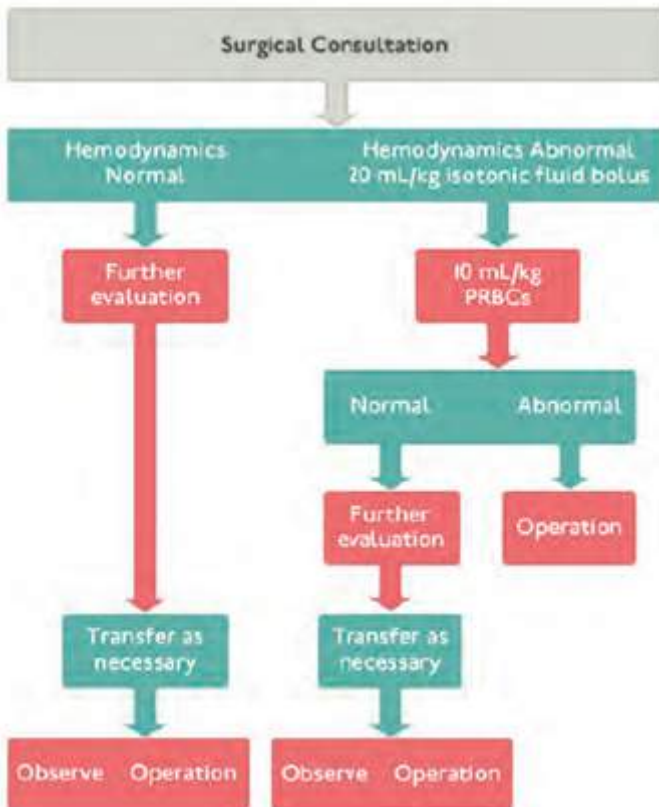 Surgical Consultation
Hemodynamics
Normal
Hemodynamics Abnormal
20 mL/kg isotonic fluid bolus
Further
evaluation
10 mL/kg
PRBCs
Normal
Abnormal
Further
evaluation
Operation
Transfer as
necessary
Transfer as
necessary
Observe
Operation
Observe
Operation